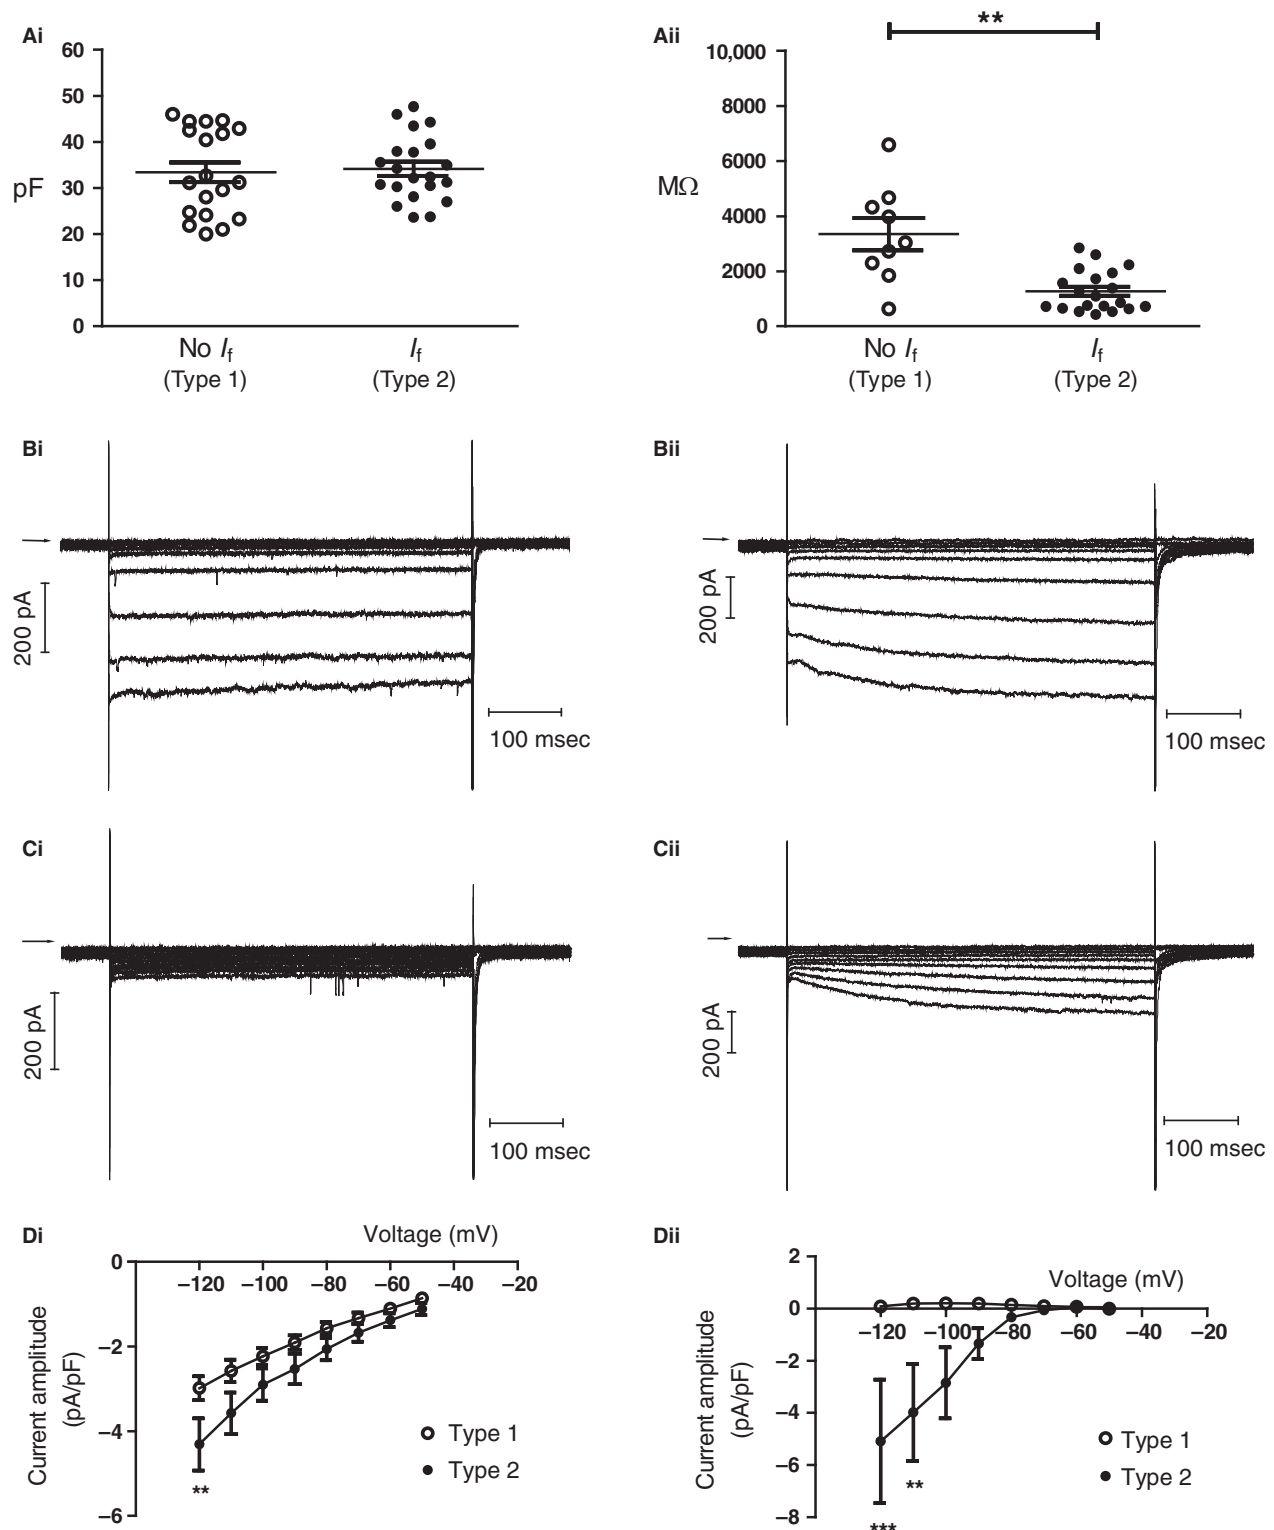 Ai
60
50
40
30
20
10
0
pF
No If
(Type 1)
If
(Type 2)
Aii
**
10,000
8000
6000
4000
2000
0
MΩ
No If
(Type 1)
If
(Type 2)
Bi
200 pA
100 msec
Bii
200 pA
100 msec
Ci
200 pA
100 msec
Cii
200 pA
100 msec
Di
Voltage (mV)
0
–120 –100 –80 –60 –40 –20
–2
–4
–6
Current amplitude
(pA/pF)
Type 1
Type 2
**
Dii
2
Voltage (mV)
0
–120 –100 –80 –60 –40 –20
–2
–4
–6
–8
Current amplitude
(pA/pF)
Type 1
Type 2
**
***